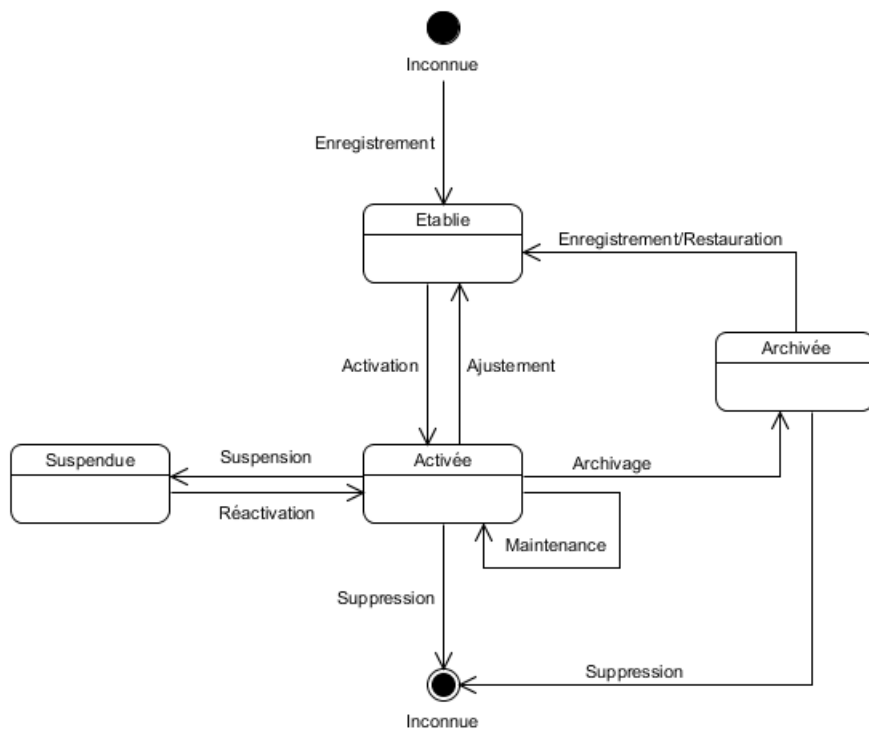 Inconnue
Enregistrement
Etablie
Enregistrement/Restauration
Activation
Ajustement
Archivée
Suspendue
Suspension
Activée
Archivage
Réactivation
Maintenance
Suppression
Suppression
Inconnue